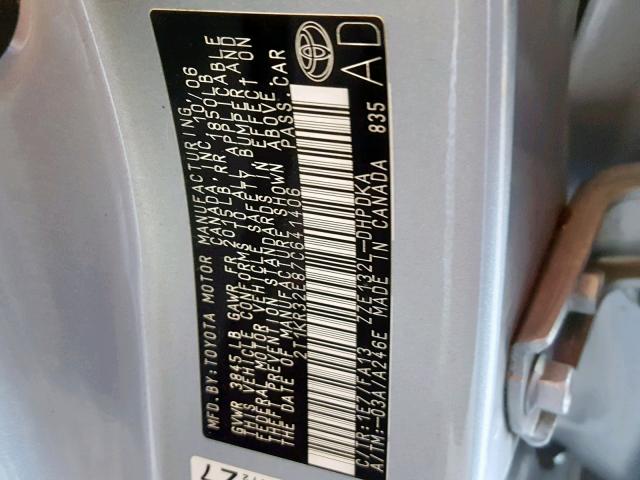 MFD. BY: TOYOTA MOTOR MANUFACTURING
CANADA, INC. 10/06
GVWR 3845 LB GAWR FR 2015 LB RR 1850 LB
THIS VEHICLE CONFORMS TO ALL APPLICABLE
FEDERAL MOTOR VEHICLE SAFETY, BUMPER, AND
THEFT PREVENTION STANDARDS IN EFFECT ON
THE DATE OF MANUFACTURE SHOWN ABOVE.
2T1KR32E87C641406 PASS. CAR
C/TR: 1E7/FA13 ZZE132L-DHPDKA
A/TM: -03A/A246E MADE IN CANADA 835
AD